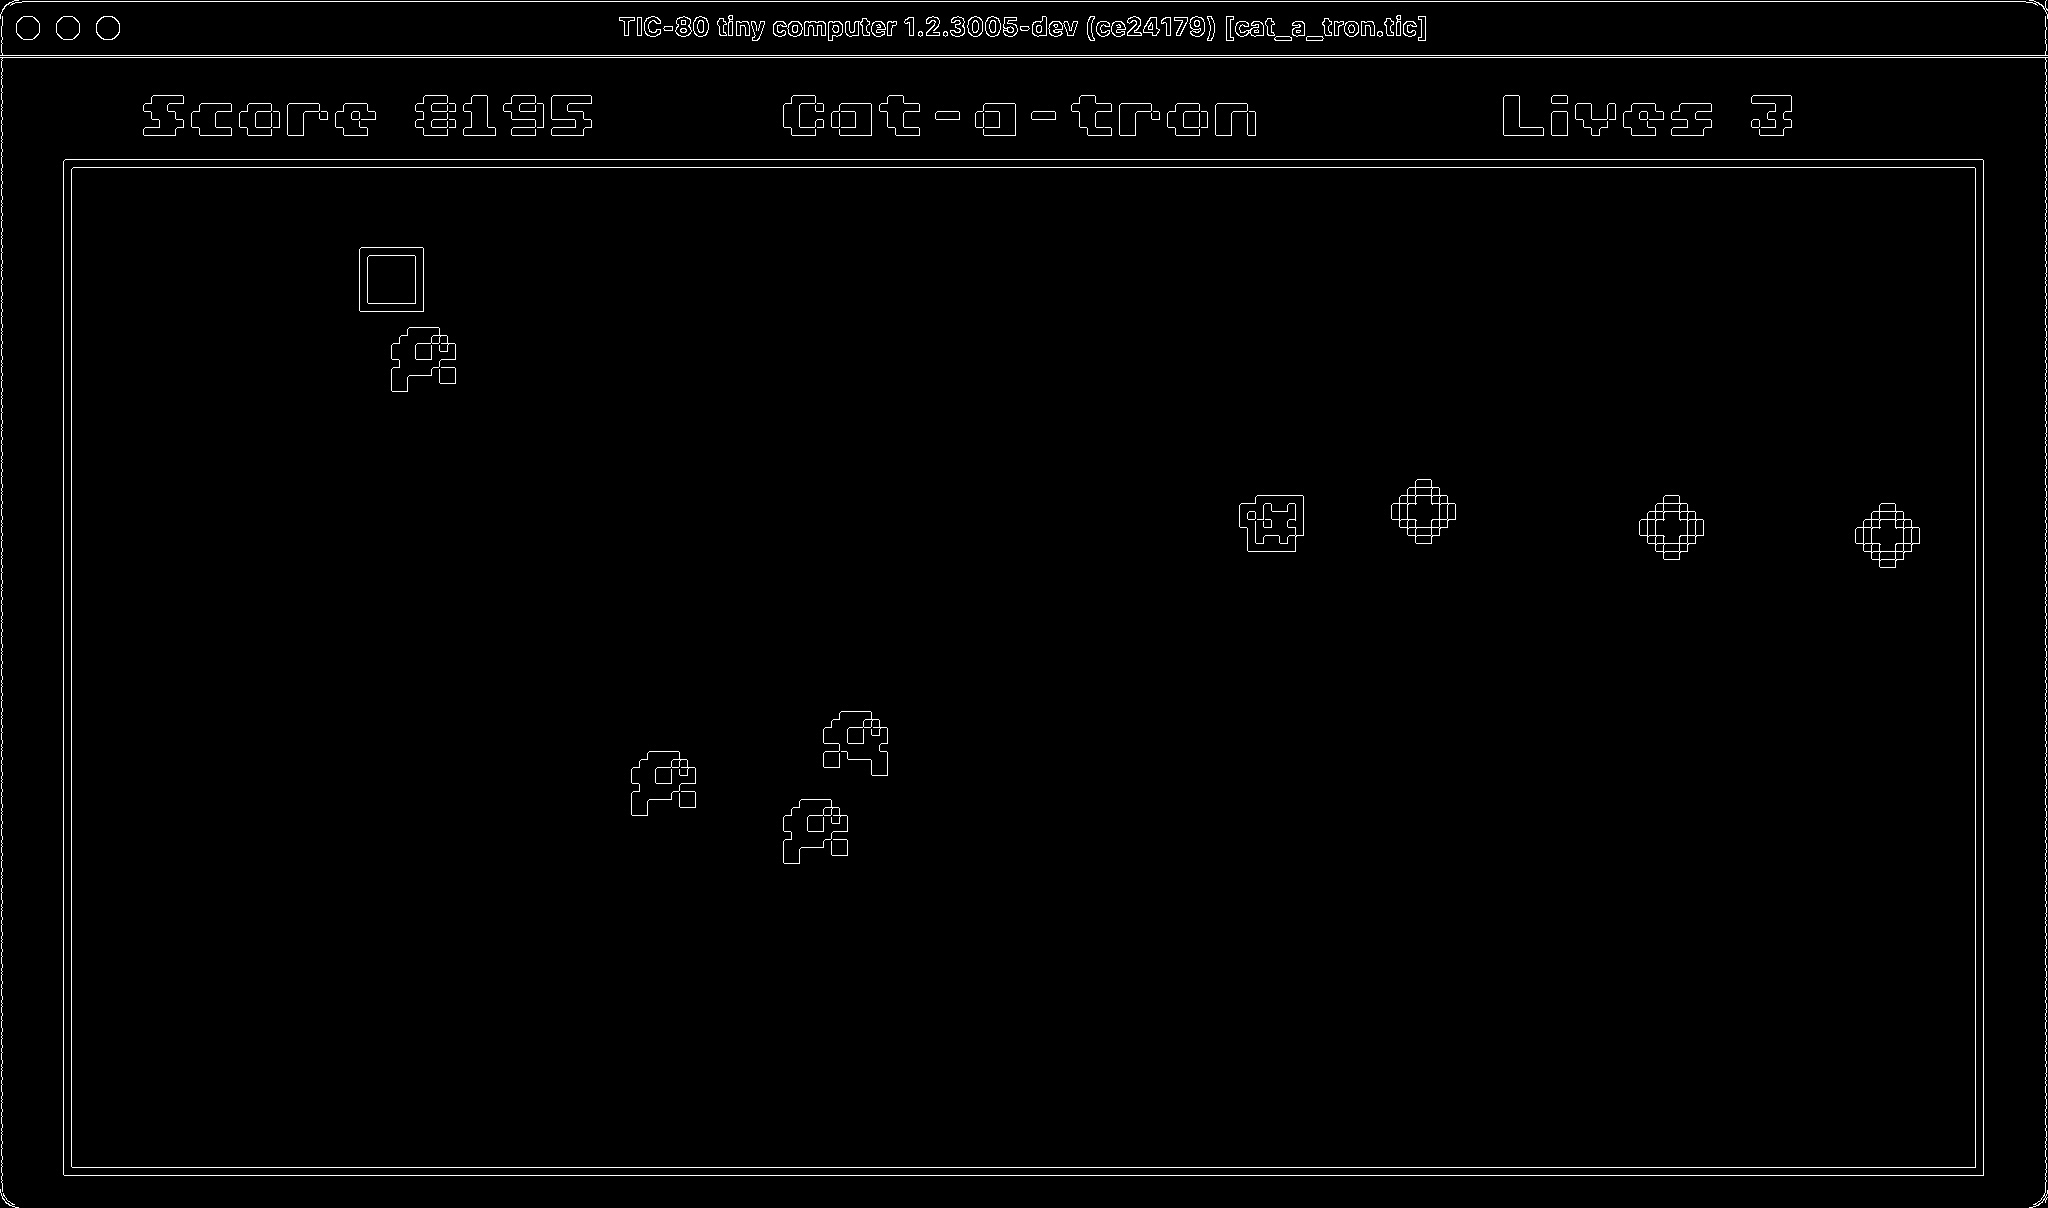 TIC-80 tiny computer 1.2.3005-dev (ce24179) [cat_a_tron.tic]
Score 8195 Cat-a-tron Lives 3